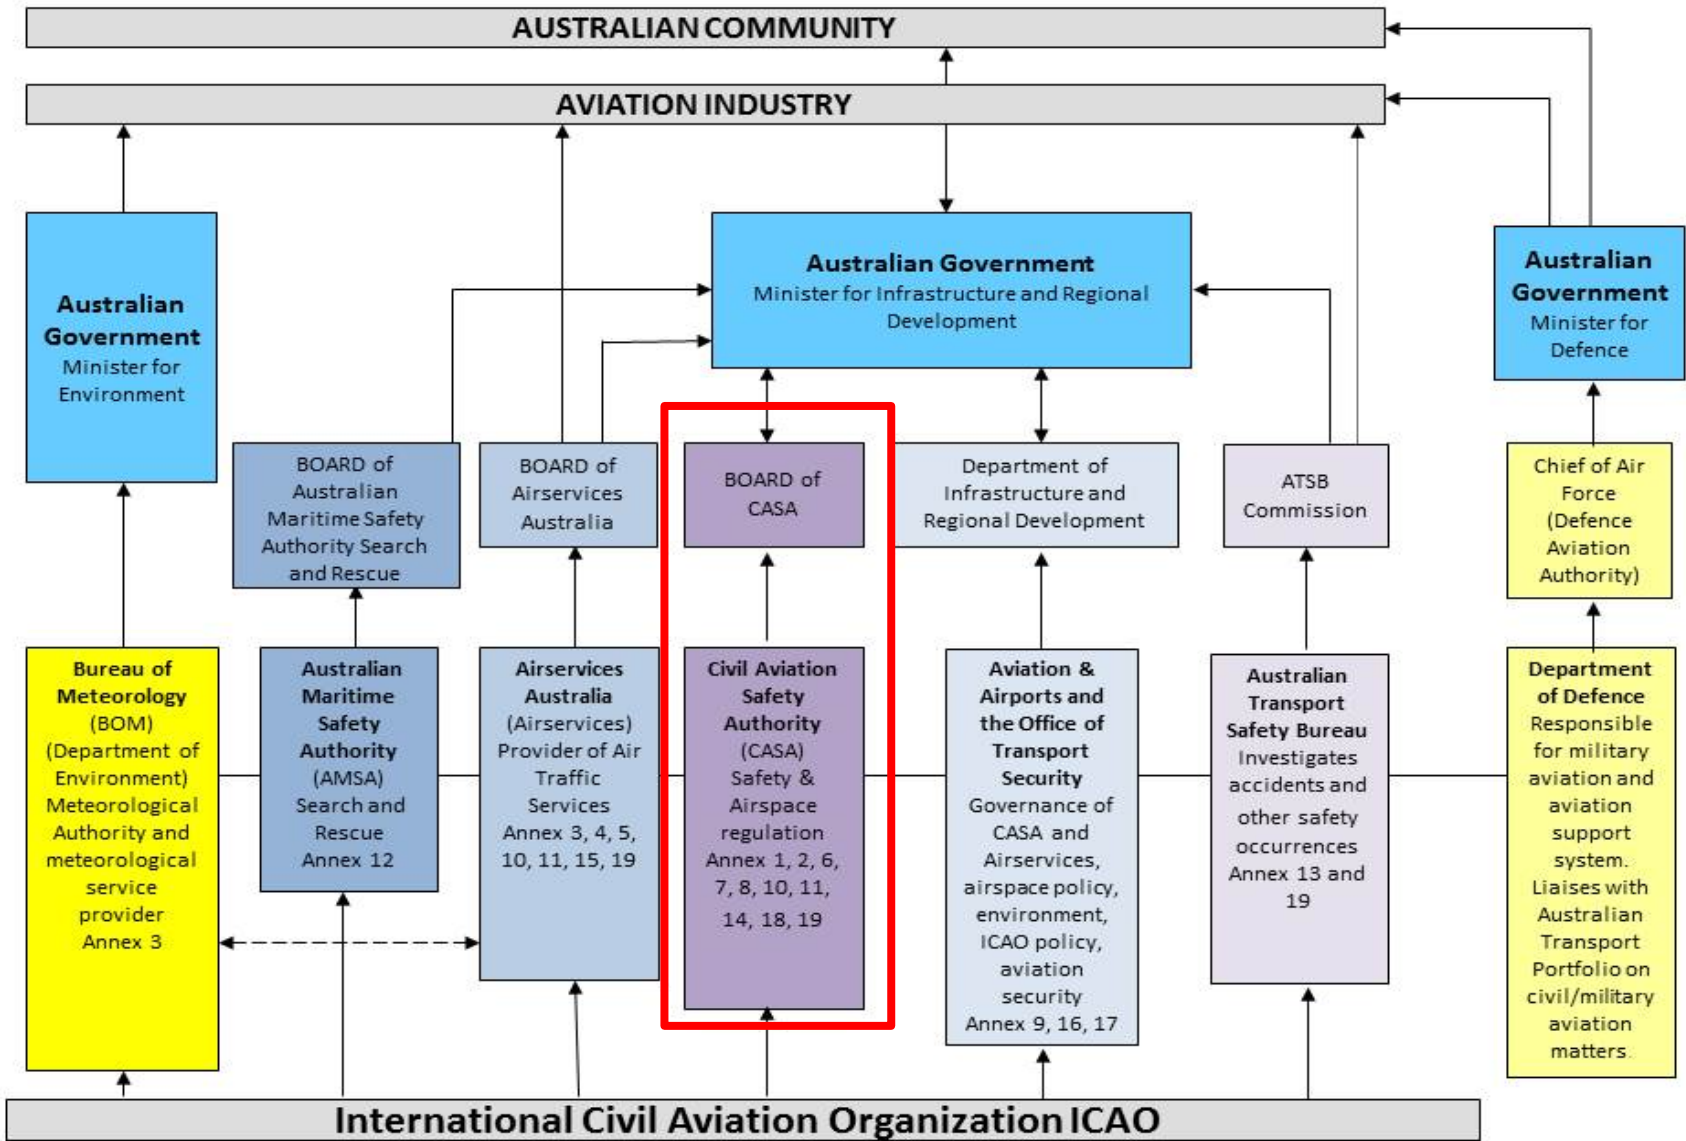 AUSTRALIAN COMMUNITY
AVIATION INDUSTRY
Australian
Government
Minister for
Environment
Australian Government
Minister for Infrastructure and Regional
Development
Australian
Government
Minister for
Defence
BOARD of
Australian
Maritime Safety
Authority Search
and Rescue
BOARD of
Airservices
Australia
BOARD of
CASA
Department of
Infrastructure and
Regional Development
ATSB
Commission
Chief of Air
Force
(Defence
Aviation
Authority)
Bureau of
Meteorology
(BOM)
(Department of
Environment)
Meteorological
Authority and
meteorological
service
provider
Annex 3
Australian
Maritime
Safety
Authority
(AMSA)
Search and
Rescue
Annex 12
Airservices
Australia
(Airservices)
Provider of Air
Traffic
Services
Annex 3, 4, 5,
10, 11, 15, 19
Civil Aviation
Safety
Authority
(CASA)
Safety &
Airspace
regulation
Annex 1, 2, 6,
7, 8, 10, 11,
14, 18, 19
Aviation &
Airports and
the Office of
Transport
Security
Governance of
CASA and
Airservices,
airspace policy,
environment,
ICAO policy,
aviation
security
Annex 9, 16, 17
Australian
Transport
Safety Bureau
Investigates
accidents and
other safety
occurrences
Annex 13 and
19
Department
of Defence
Responsible
for military
aviation and
aviation
support
system.
Liaises with
Australian
Transport
Portfolio on
civil/military
aviation
matters.
International Civil Aviation Organization ICAO